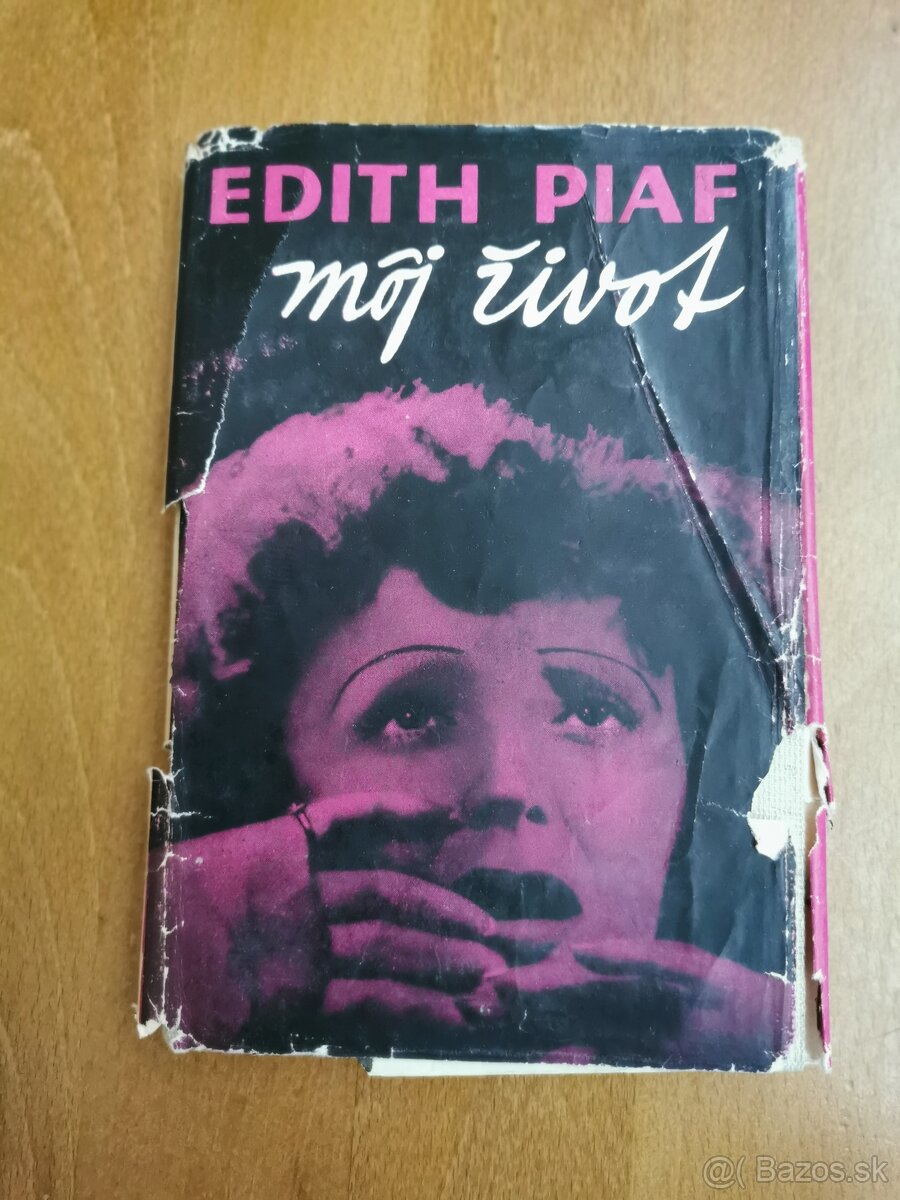 EDITH PIAF
môj život
@( Bazos.sk